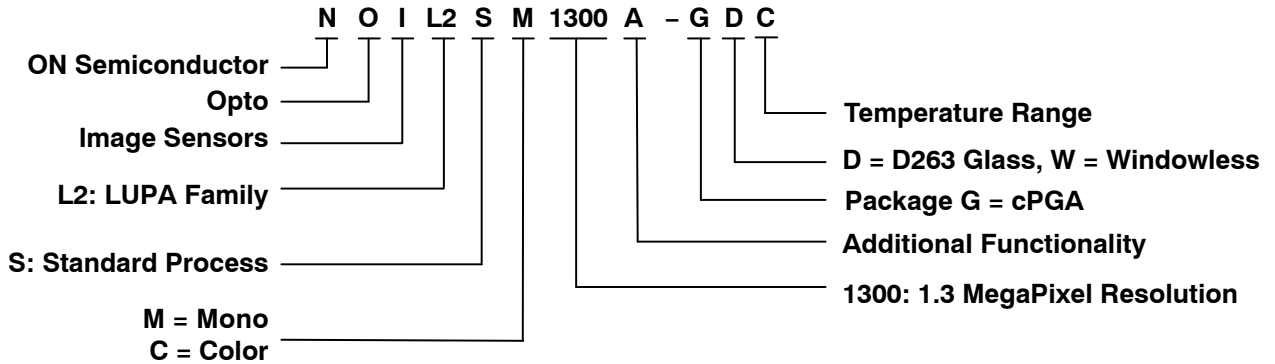 N O I L2 S M 1300 A – G D C
ON Semiconductor
Opto
Image Sensors
L2: LUPA Family
S: Standard Process
M = Mono
C = Color
Temperature Range
D = D263 Glass, W = Windowless
Package G = cPGA
Additional Functionality
1300: 1.3 MegaPixel Resolution